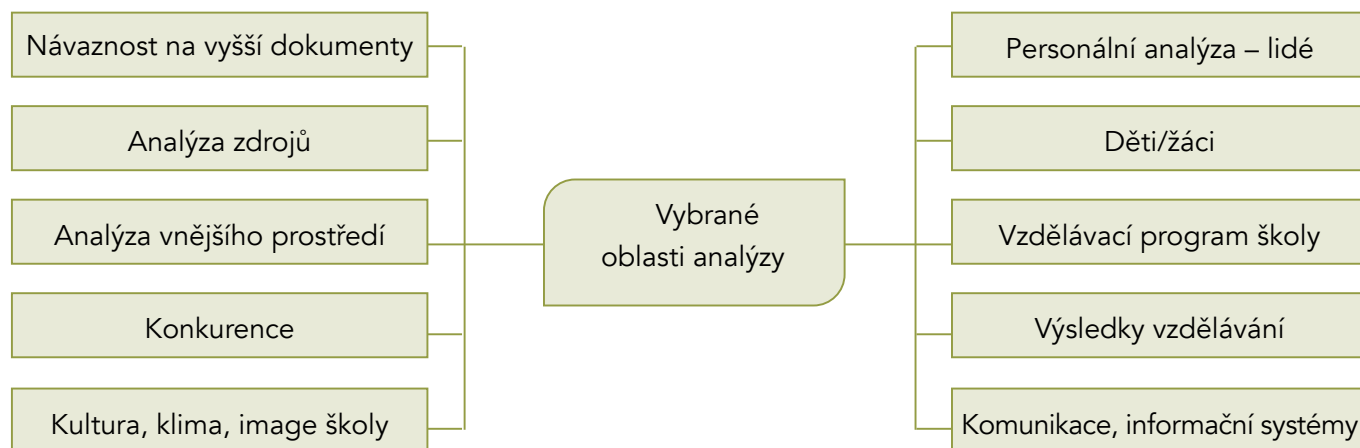 Návaznost na vyšší dokumenty
Analýza zdrojů
Analýza vnějšího prostředí
Konkurence
Kultura, klima, image školy
Vybrané
oblasti analýzy
Personální analýza – lidé
Děti/žáci
Vzdělávací program školy
Výsledky vzdělávání
Komunikace, informační systémy